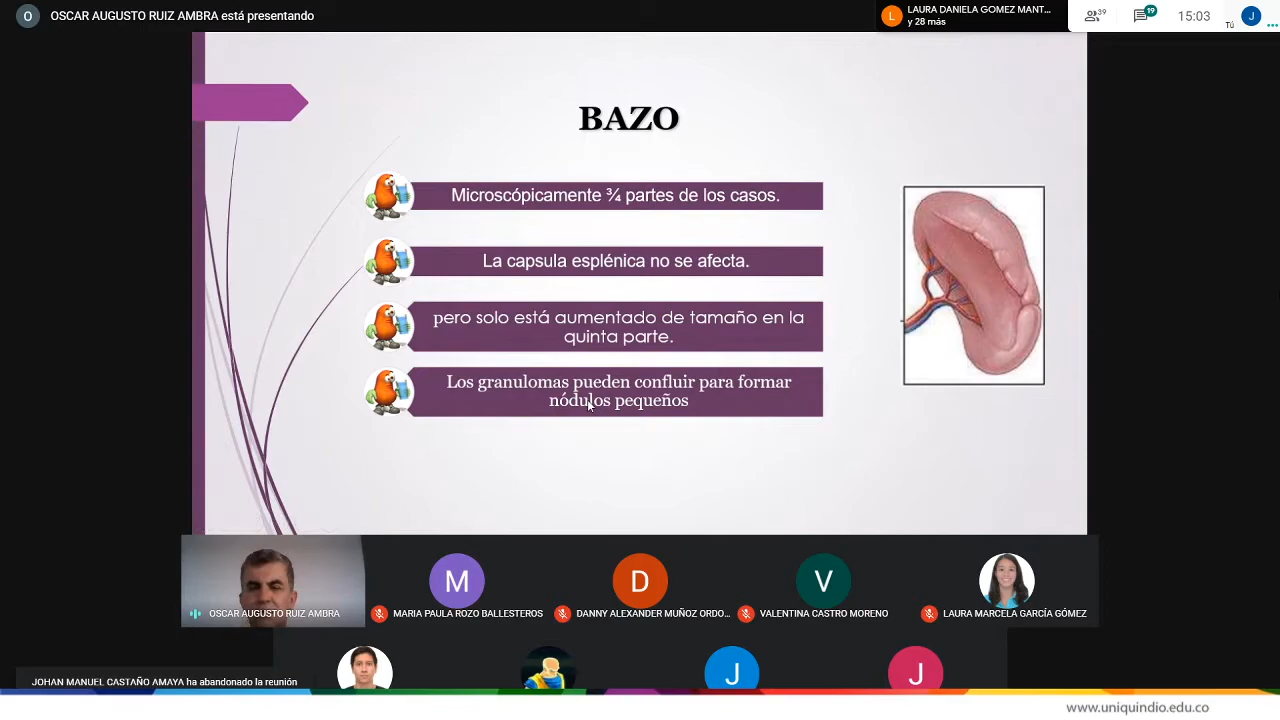 O OSCAR AUGUSTO RUIZ AMBRA está presentando
L LAURA DANIELA GOMEZ MANT...
y 28 más
39
19
15:03
Tú
J
BAZO
Microscópicamente ¾ partes de los casos.
La capsula esplénica no se afecta.
pero solo está aumentado de tamaño en la
quinta parte.
Los granulomas pueden confluir para formar
nódulos pequeños
M
D
V
OSCAR AUGUSTO RUIZ AMBRA
MARIA PAULA ROZO BALLESTEROS
DANNY ALEXANDER MUÑOZ ORDO...
VALENTINA CASTRO MORENO
LAURA MARCELA GARCÍA GÓMEZ
J
J
JOHAN MANUEL CASTAÑO AMAYA ha abandonado la reunión
www.uniquindio.edu.co